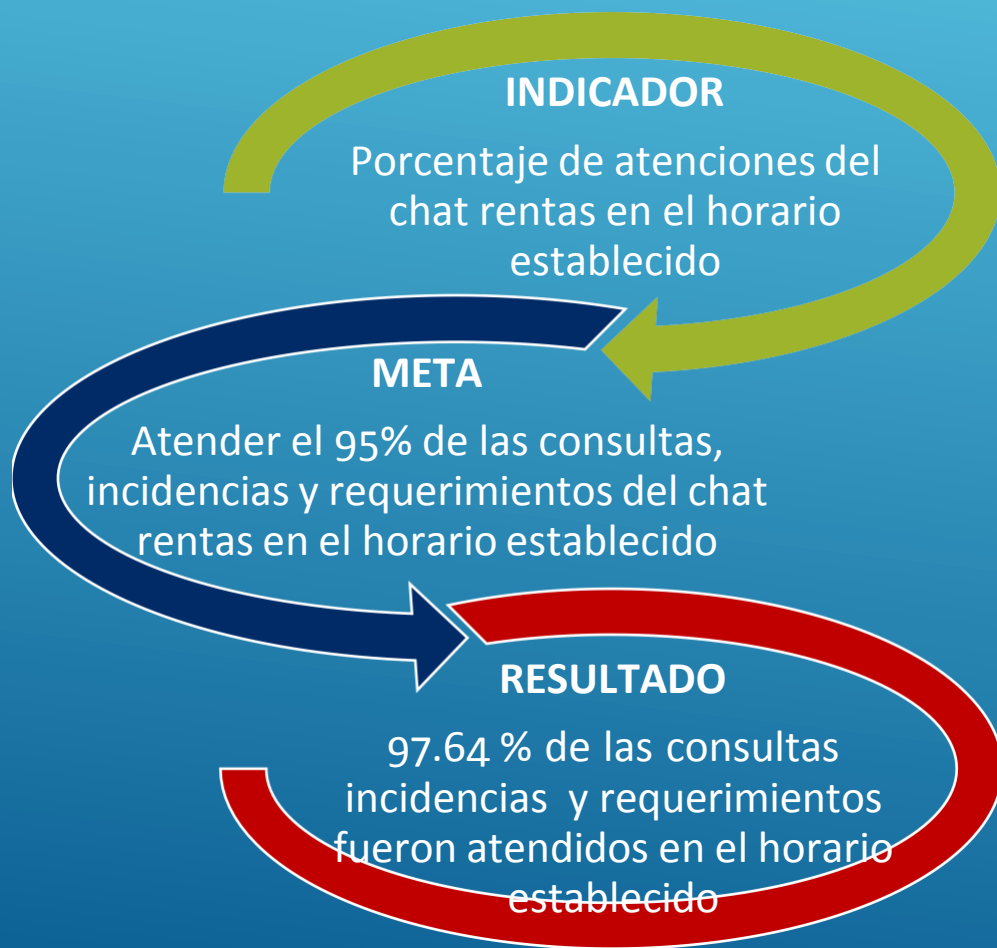 INDICADOR
Porcentaje de atenciones del
chat rentas en el horario
establecido
META
Atender el 95% de las consultas,
incidencias y requerimientos del chat
rentas en el horario establecido
RESULTADO
97.64 % de las consultas
incidencias y requerimientos
fueron atendidos en el horario
establecido